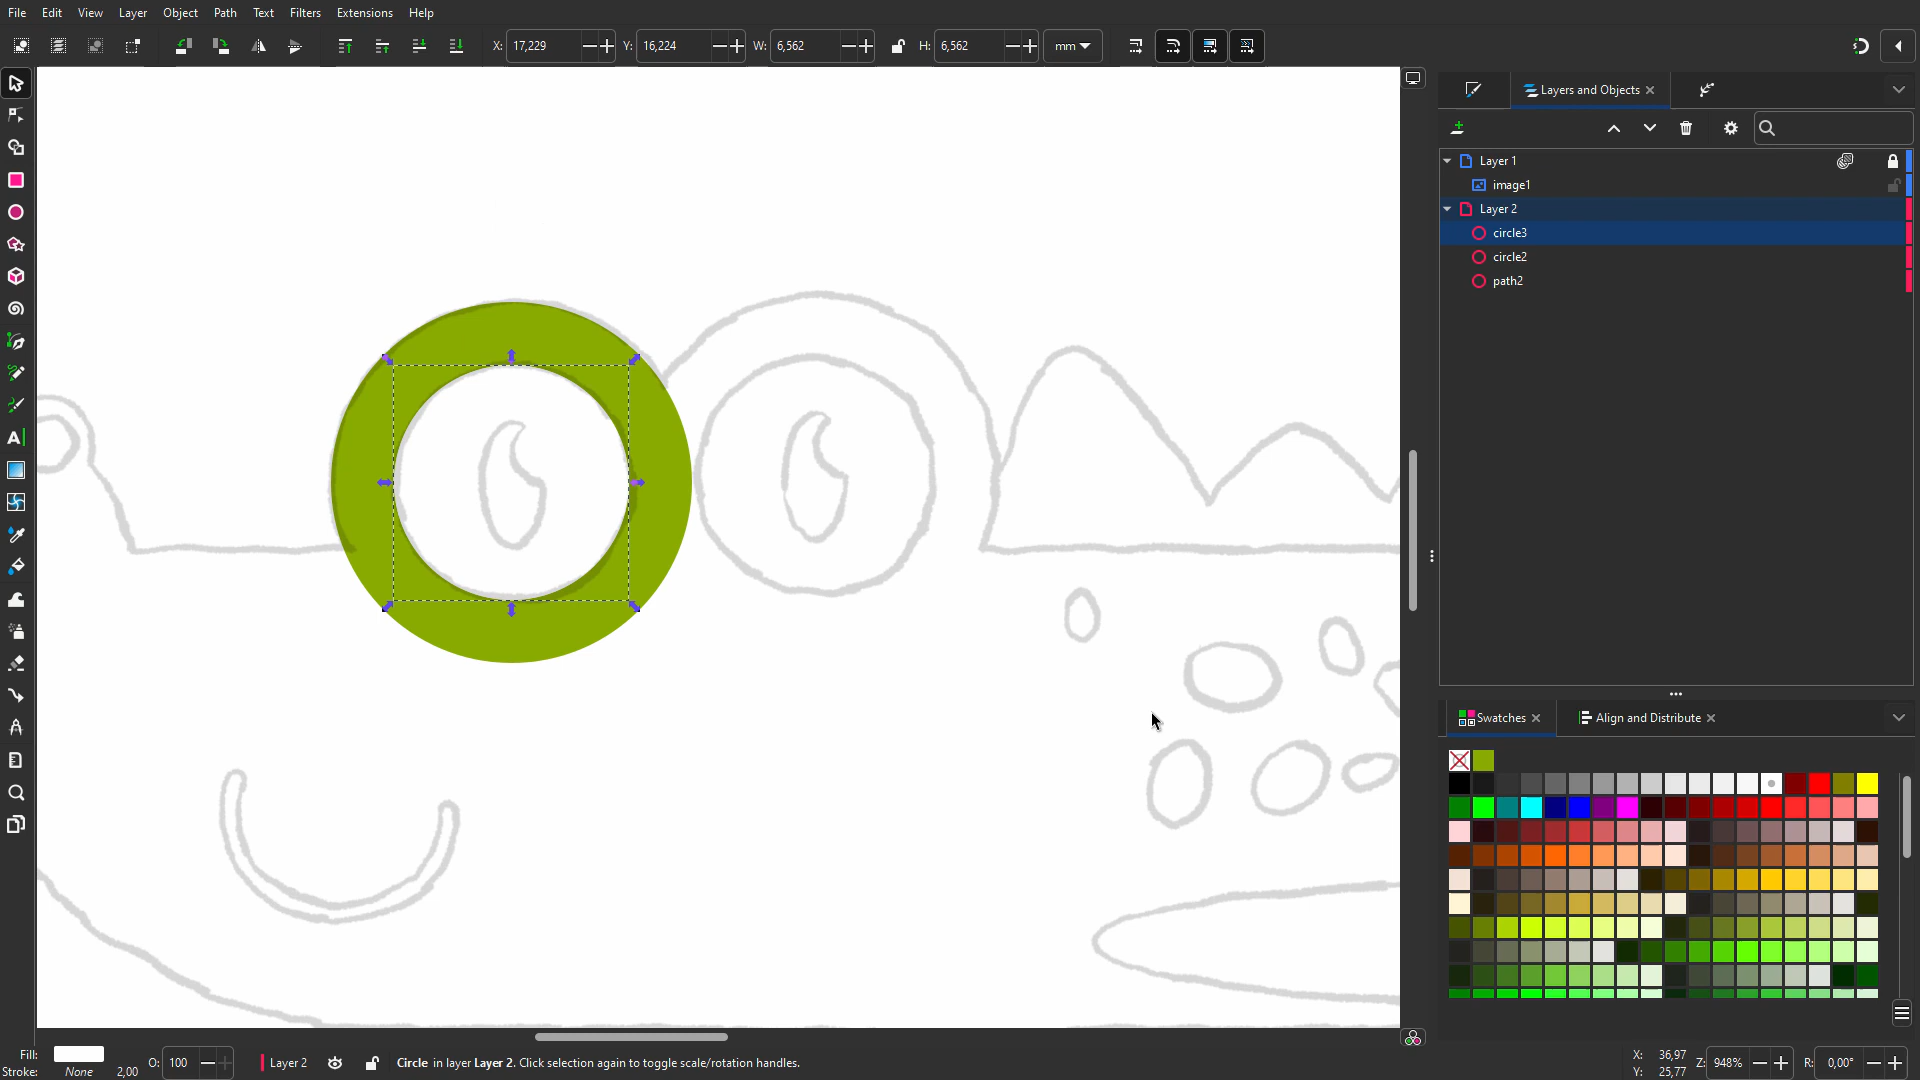 File Edit View Layer Object Path Text Filters Extensions Help
X: 17,229 Y: 16,224 W: 6,562 H: 6,562 mm
Layers and Objects
Layer 1
image1
Layer 2
circle3
circle2
path2
Swatches Align and Distribute
Fill:
Stroke: None 2,00 O: 100 Layer 2 Circle in layer Layer 2. Click selection again to toggle scale/rotation handles.
X: 36,97
Y: 25,77
Z: 948% R: 0,00°